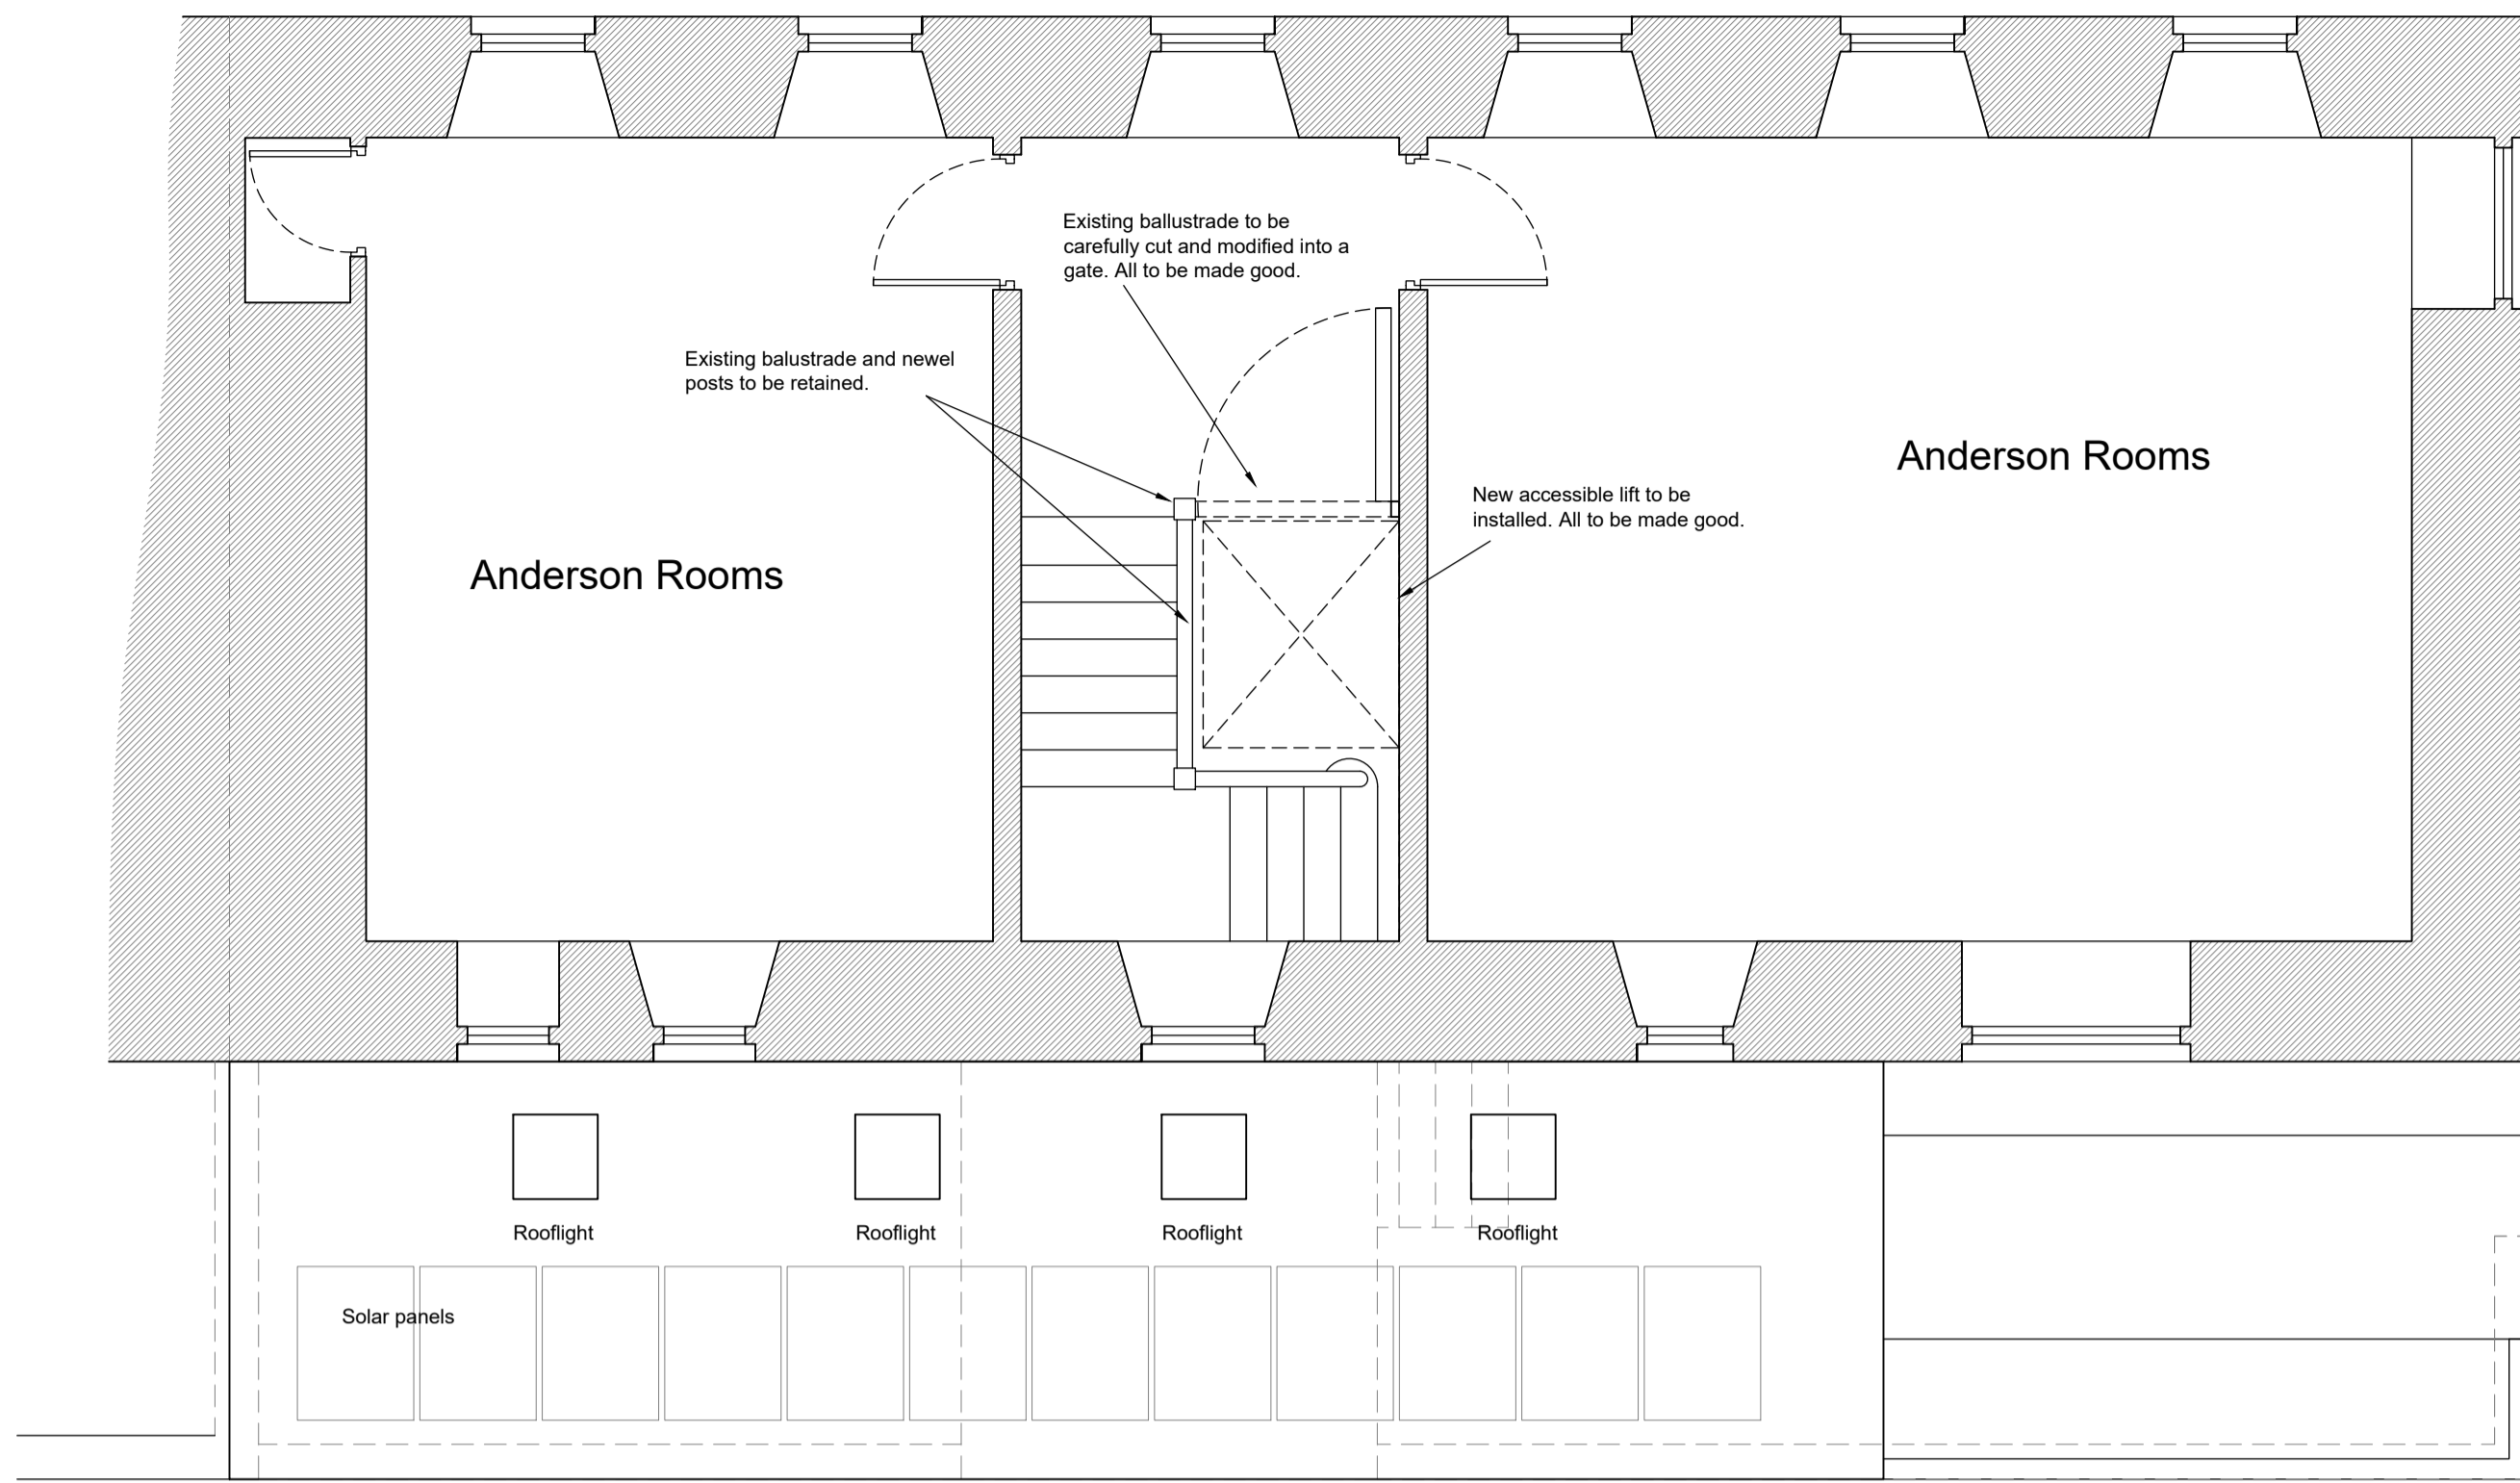 Existing ballustrade to be
carefully cut and modified into a
gate. All to be made good.
Existing balustrade and newel
posts to be retained.
Anderson Rooms
New accessible lift to be
installed. All to be made good.
Anderson Rooms
Rooflight
Rooflight
Rooflight
Rooflight
Solar panels